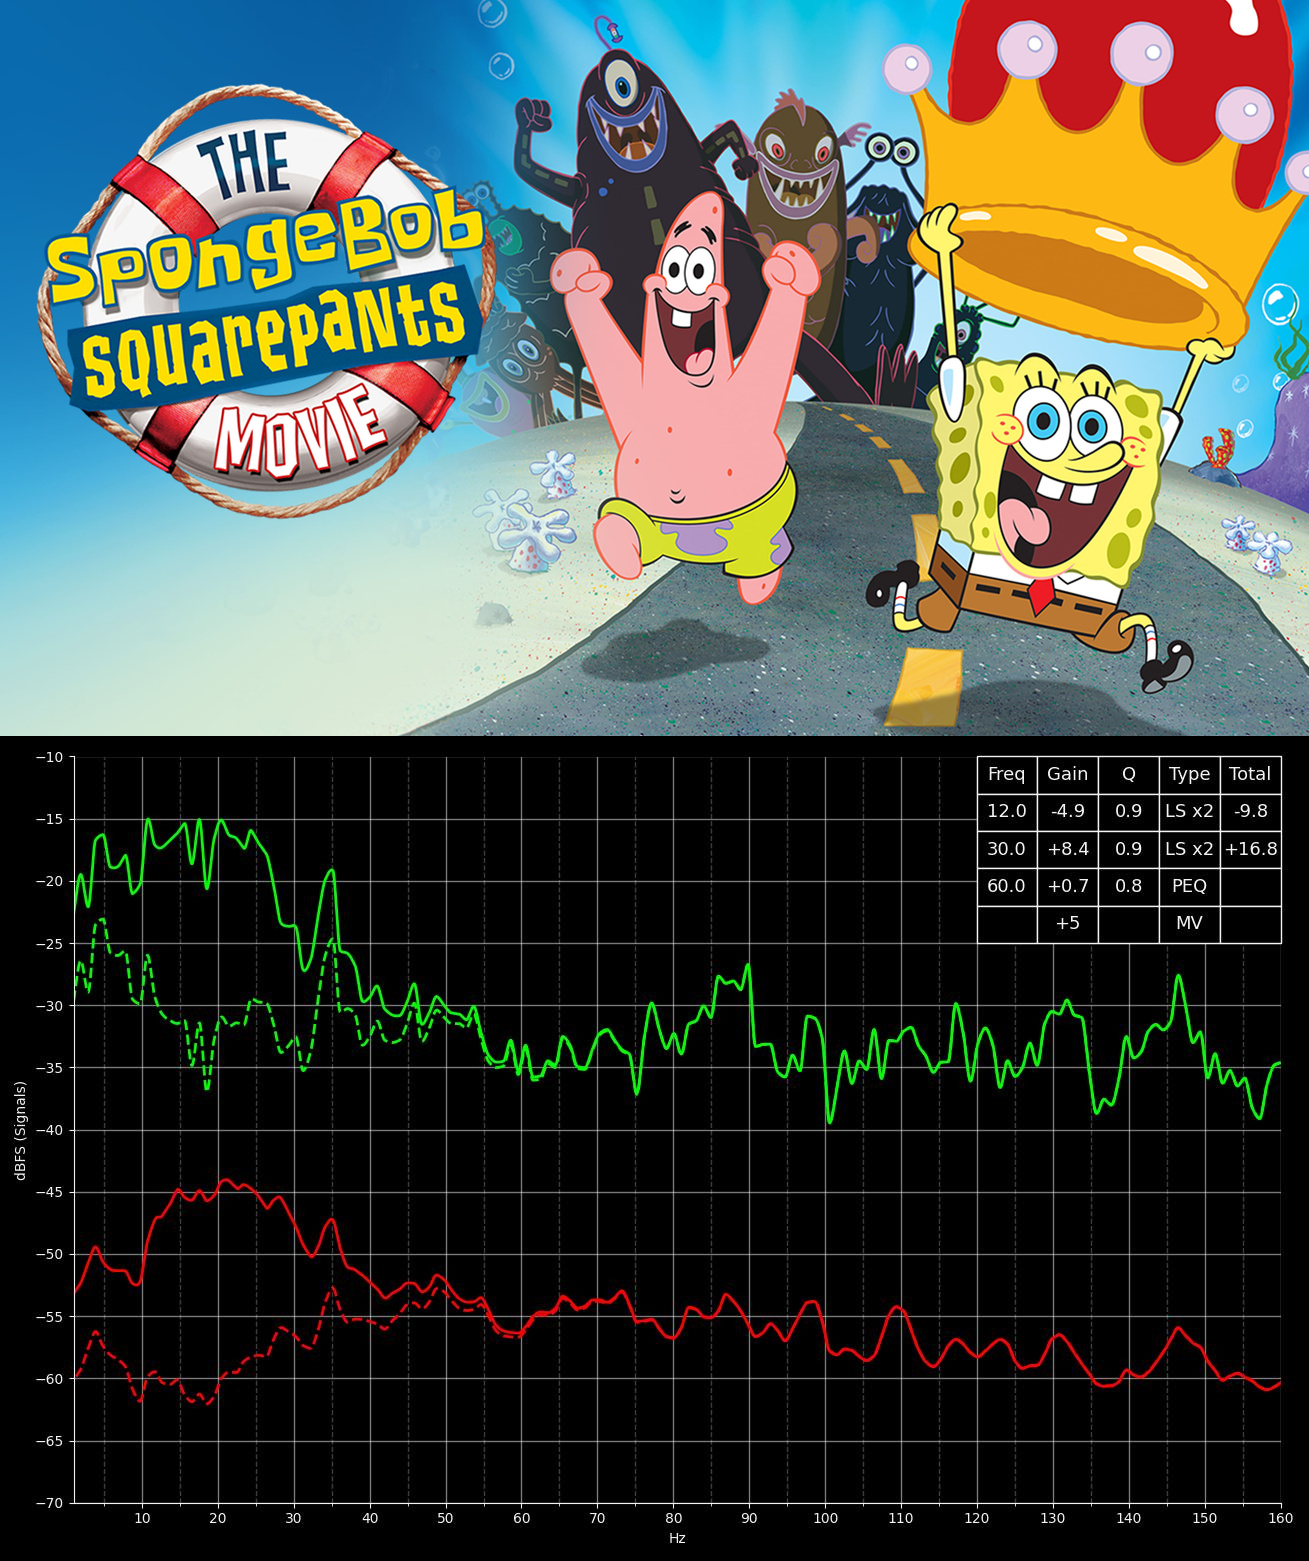 THE
SpongeBob
squarepants
MOVIE
Freq Gain Q Type Total
12.0 -4.9 0.9 LS x2 -9.8
30.0 +8.4 0.9 LS x2 +16.8
60.0 +0.7 0.8 PEQ
+5 MV
−10
−15
−20
−25
−30
−35
−40
−45
−50
−55
−60
−65
−70
dBFS (Signals)
10 20 30 40 50 60 70 80 90 100 110 120 130 140 150 160
Hz